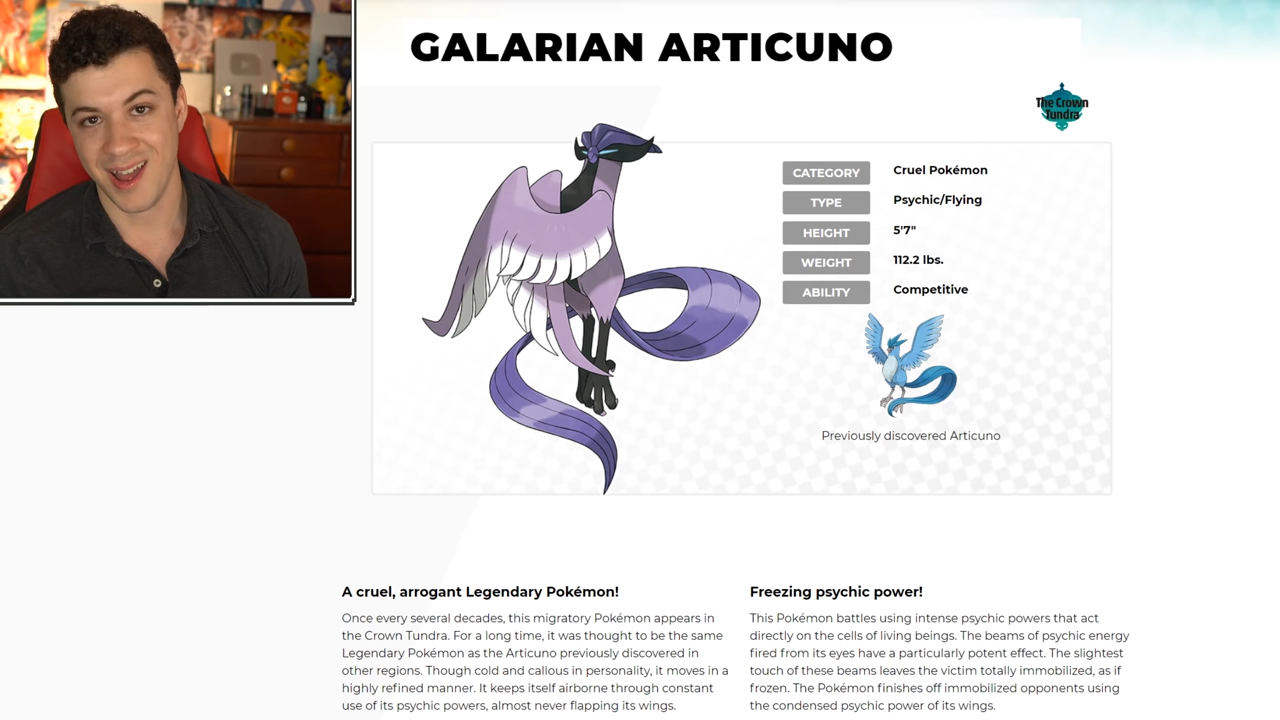 GALARIAN ARTICUNO
The Crown
Tundra
CATEGORY Cruel Pokémon
TYPE Psychic/Flying
HEIGHT 5'7"
WEIGHT 112.2 lbs.
ABILITY Competitive
Previously discovered Articuno
A cruel, arrogant Legendary Pokémon!
Once every several decades, this migratory Pokémon appears in
the Crown Tundra. For a long time, it was thought to be the same
Legendary Pokémon as the Articuno previously discovered in
other regions. Though cold and callous in personality, it moves in a
highly refined manner. It keeps itself airborne through constant
use of its psychic powers, almost never flapping its wings.
Freezing psychic power!
This Pokémon battles using intense psychic powers that act
directly on the cells of living beings. The beams of psychic energy
fired from its eyes have a particularly potent effect. The slightest
touch of these beams leaves the victim totally immobilized, as if
frozen. The Pokémon finishes off immobilized opponents using
the condensed psychic power of its wings.